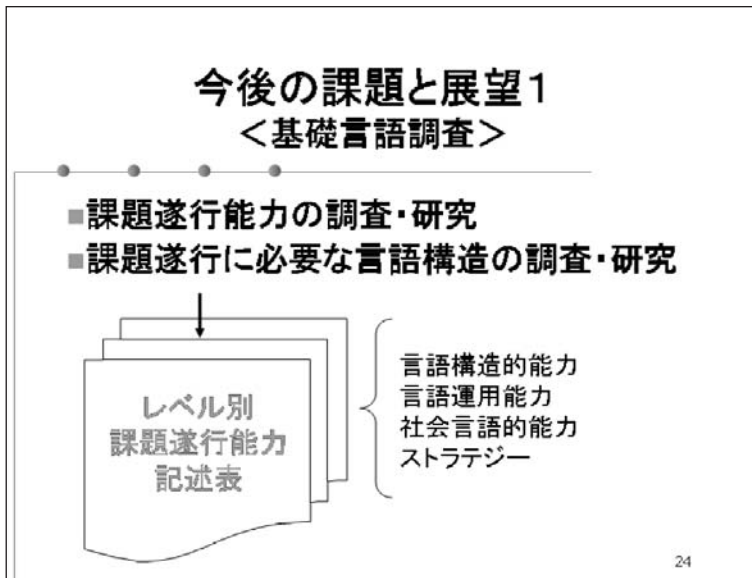 今後の課題と展望1
＜基礎言語調査＞
■課題遂行能力の調査・研究
■課題遂行に必要な言語構造の調査・研究
レベル別
課題遂行能力
記述表
言語構造的能力
言語運用能力
社会言語的能力
ストラテジー
24